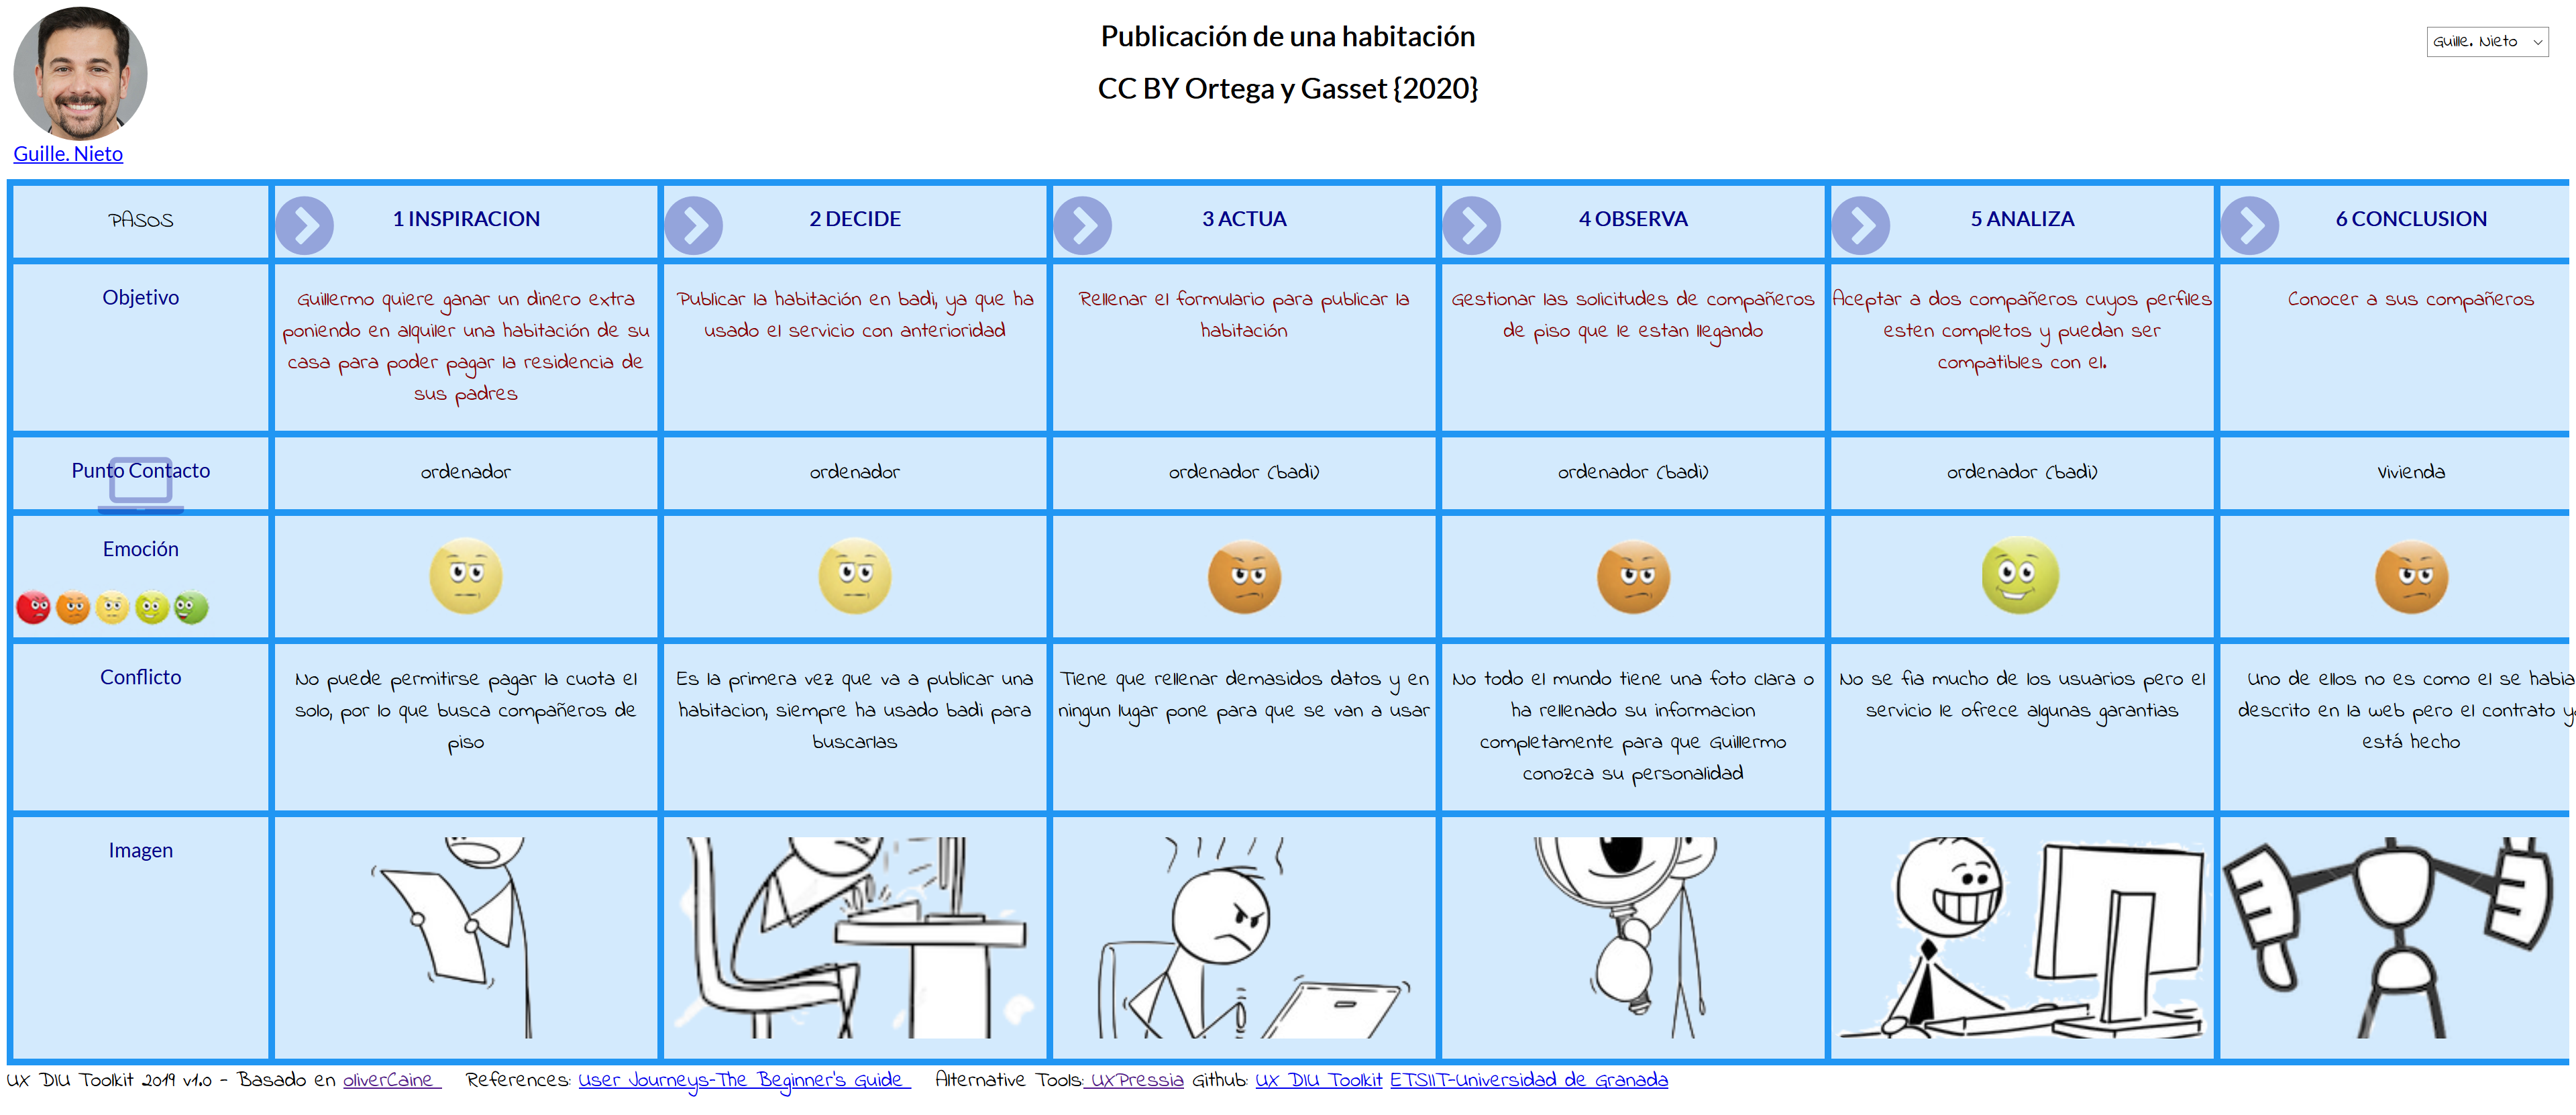 Publicación de una habitación
CC BY Ortega y Gasset {2020}
Guille. Nieto
Guille. Nieto
PASOS
1 INSPIRACION
2 DECIDE
3 ACTUA
4 OBSERVA
5 ANALIZA
6 CONCLUSION
Objetivo
Guillermo quiere ganar un dinero extra
poniendo en alquiler una habitación de su
casa para poder pagar la residencia de
sus padres
Publicar la habitación en badi, ya que ha
usado el servicio con anterioridad
Rellenar el formulario para publicar la
habitación
Gestionar las solicitudes de compañeros
de piso que le estan llegando
Aceptar a dos compañeros cuyos perfiles
esten completos y puedan ser
compatibles con el.
Conocer a sus compañeros
Punto Contacto
ordenador
ordenador
ordenador (badi)
ordenador (badi)
ordenador (badi)
Vivienda
Emoción
Conflicto
No puede permitirse pagar la cuota el
solo, por lo que busca compañeros de
piso
Es la primera vez que va a publicar una
habitacion, siempre ha usado badi para
buscarlas
Tiene que rellenar demasidos datos y en
ningun lugar pone para que se van a usar
No todo el mundo tiene una foto clara o
ha rellenado su informacion
completamente para que Guillermo
conozca su personalidad
No se fia mucho de los usuarios pero el
servicio le ofrece algunas garantias
Uno de ellos no es como el se habia
descrito en la web pero el contrato
está hecho
Imagen
UX DIU Toolkit 2019 v1.0 - Basado en oliverCaine References: User Journeys-The Beginner's Guide Alternative Tools: UXPressia Github: UX DIU Toolkit ETSIIT-Universidad de Granada